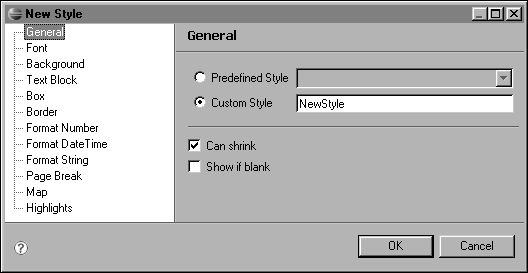 New Style
General
Font
Background
Text Block
Box
Border
Format Number
Format DateTime
Format String
Page Break
Map
Highlights
General
Predefined Style
Custom Style NewStyle
Can shrink
Show if blank
? OK Cancel